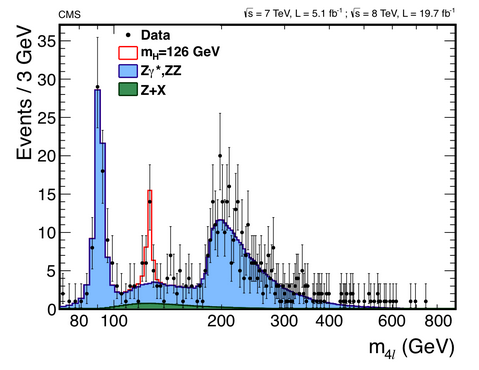 CMS √s = 7 TeV, L = 5.1 fb⁻¹ ; √s = 8 TeV, L = 19.7 fb⁻¹
Events / 3 GeV
35
30
25
20
15
10
5
0
Data
m_H=126 GeV
Zγ*,ZZ
Z+X
80 100 200 300 400 600 800
m_4l (GeV)